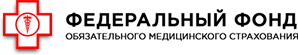 ФЕДЕРАЛЬНЫЙ ФОНД
ОБЯЗАТЕЛЬНОГО МЕДИЦИНСКОГО СТРАХОВАНИЯ